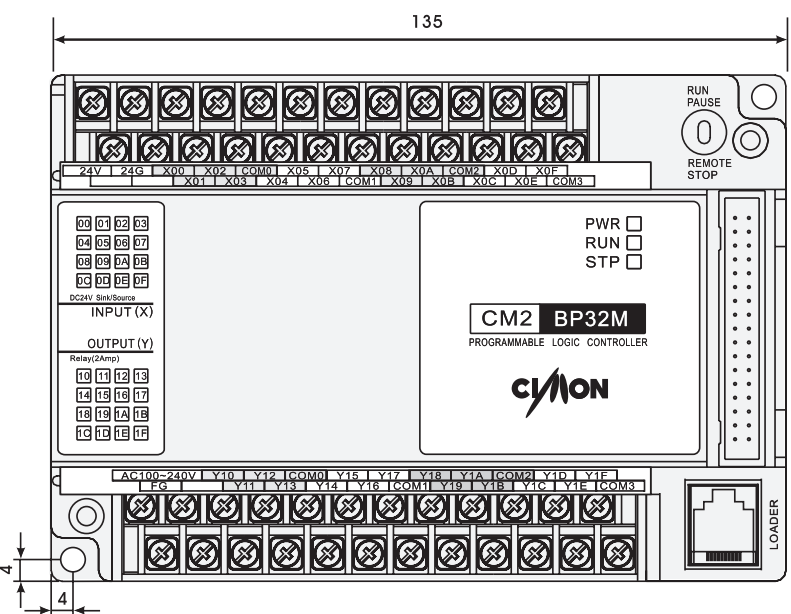 135
RUN
PAUSE
REMOTE
STOP
24V 24G X00 X02 COM0 X05 X07 X08 X0A COM2 X0D X0F
X01 X03 X04 X06 COM1 X09 X0B X0C X0E COM3
00 01 02 03
04 05 06 07
08 09 0A 0B
0C 0D 0E 0F
DC24V Sink/Source
INPUT (X)
OUTPUT (Y)
Relay(2Amp)
10 11 12 13
14 15 16 17
18 19 1A 1B
1C 1D 1E 1F
PWR
RUN
STP
CM2 BP32M
PROGRAMMABLE LOGIC CONTROLLER
CIMON
AC100~240V Y10 Y12 COM0 Y15 Y17 Y18 Y1A COM2 Y1D Y1F
FG Y11 Y13 Y14 Y16 COM1 Y19 Y1B Y1C Y1E COM3
LOADER
4
4